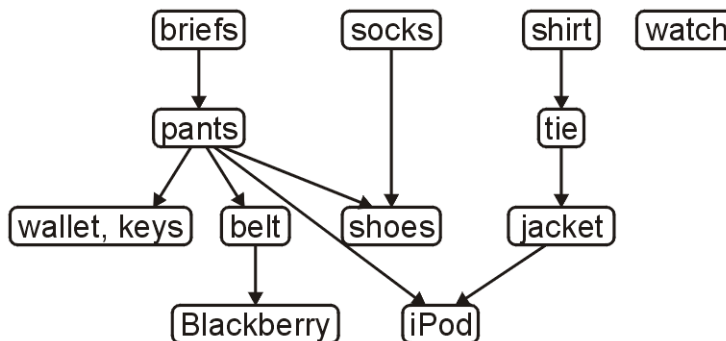 briefs
socks
shirt
watch
pants
tie
wallet, keys
belt
shoes
jacket
Blackberry
iPod